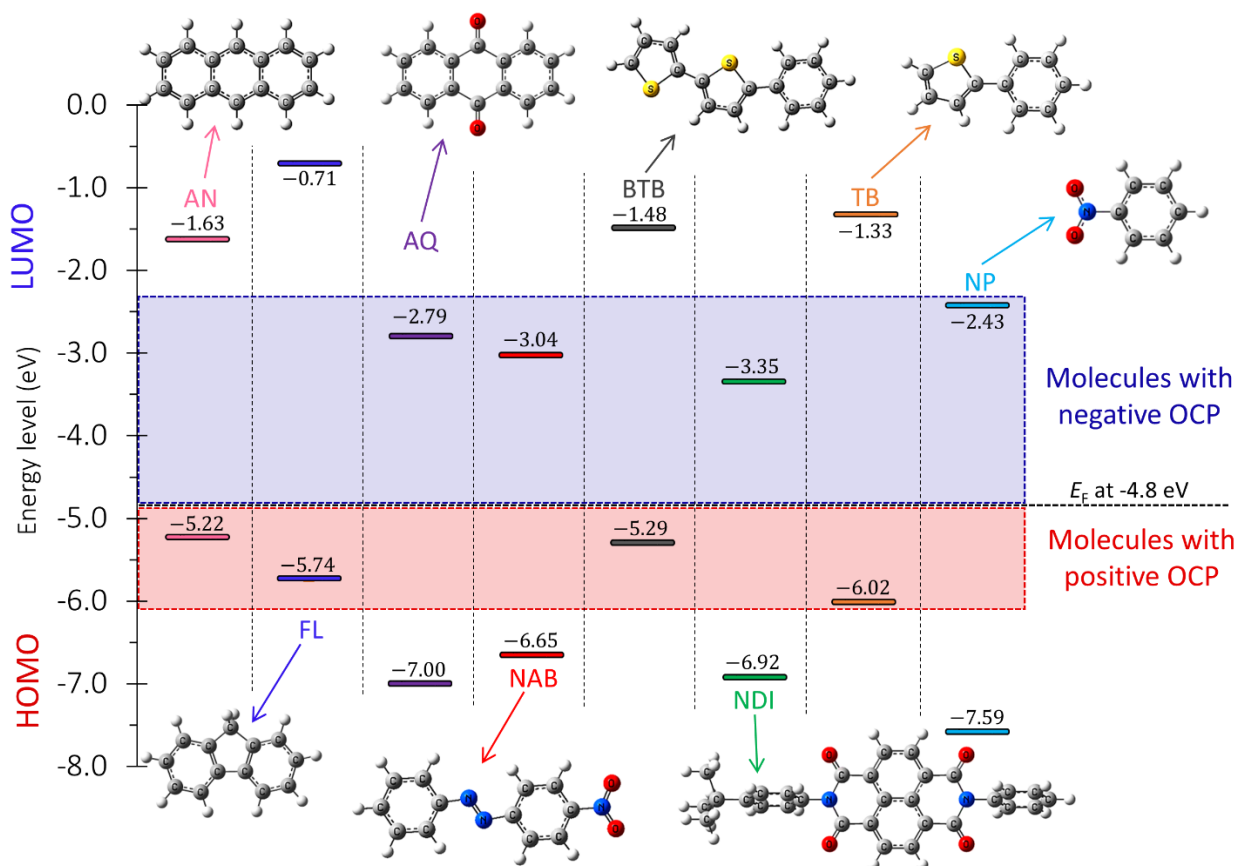 0.0
-1.0
-2.0
-3.0
-4.0
-5.0
-6.0
-7.0
-8.0
LUMO
Energy level (eV)
HOMO
AN
−1.63
−0.71
AQ
−2.79
−3.04
BTB
−1.48
−3.35
TB
−1.33
NP
−2.43
Molecules with
negative OCP
E_F at -4.8 eV
−5.22
−5.74
FL
−7.00
−6.65
NAB
−5.29
−6.92
NDI
−6.02
−7.59
Molecules with
positive OCP